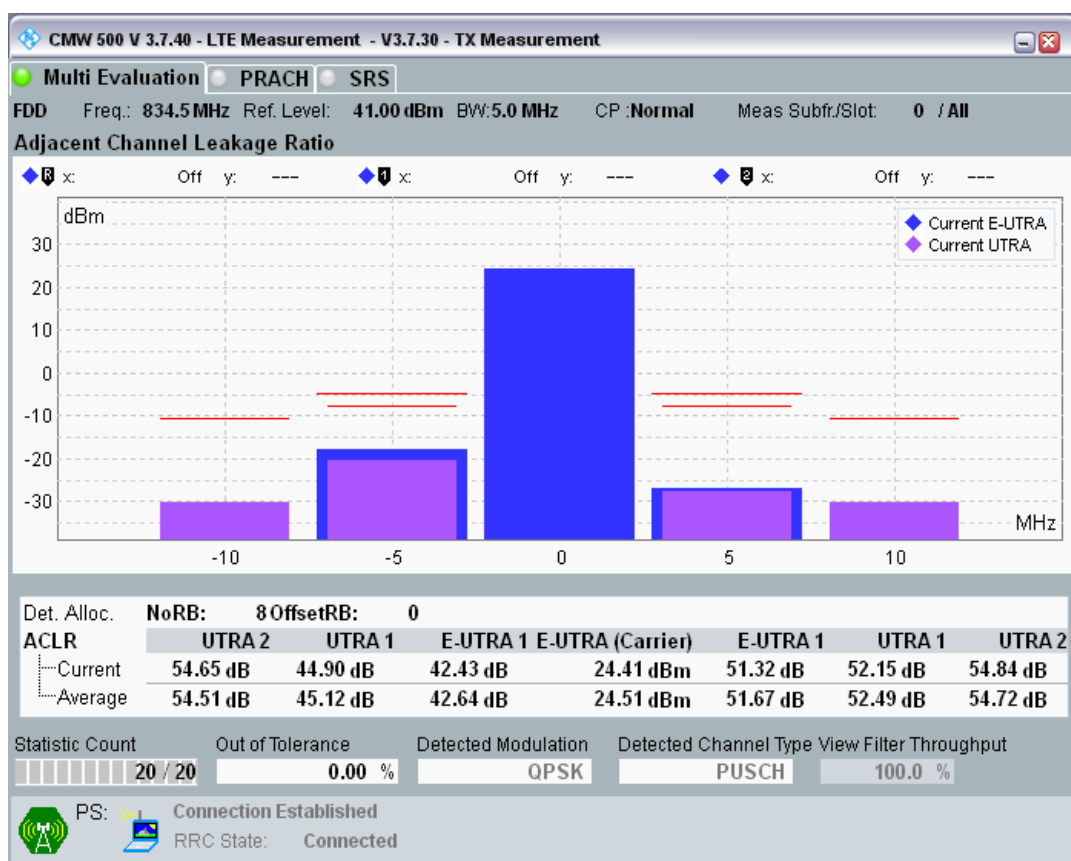 CMW 500 V 3.7.40 - LTE Measurement - V3.7.30 - TX Measurement
Multi Evaluation PRACH SRS
FDD Freq.: 834.5 MHz Ref. Level: 41.00 dBm BW:5.0 MHz CP :Normal Meas Subfr./Slot: 0 / All
Adjacent Channel Leakage Ratio
R x: Off y: --- 1 x: Off y: --- 2 x: Off y: ---
dBm
Current E-UTRA
Current UTRA
30
20
10
0
-10
-20
-30
MHz
-10 -5 0 5 10
Det. Alloc. NoRB: 8 OffsetRB: 0
ACLR UTRA 2 UTRA 1 E-UTRA 1 E-UTRA (Carrier) E-UTRA 1 UTRA 1 UTRA 2
Current 54.65 dB 44.90 dB 42.43 dB 24.41 dBm 51.32 dB 52.15 dB 54.84 dB
Average 54.51 dB 45.12 dB 42.64 dB 24.51 dBm 51.67 dB 52.49 dB 54.72 dB
Statistic Count Out of Tolerance Detected Modulation Detected Channel Type View Filter Throughput
20 / 20 0.00 % QPSK PUSCH 100.0 %
PS: Connection Established
RRC State: Connected